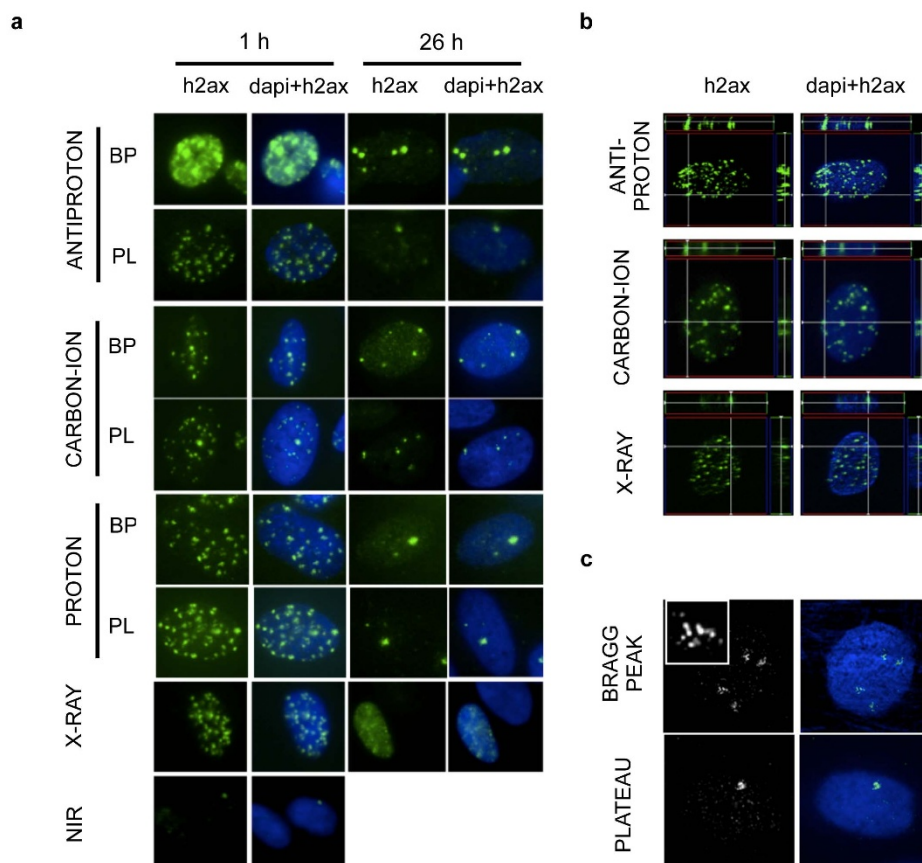 a
1 h 26 h
h2ax dapi+h2ax h2ax dapi+h2ax
ANTIPROTON
BP
PL
CARBON-ION
BP
PL
PROTON
BP
PL
X-RAY
NIR
b
h2ax dapi+h2ax
ANTI-
PROTON
CARBON-ION
X-RAY
c
BRAGG
PEAK
PLATEAU